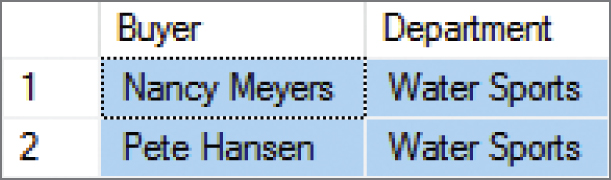 Buyer Department
1 Nancy Meyers Water Sports
2 Pete Hansen Water Sports